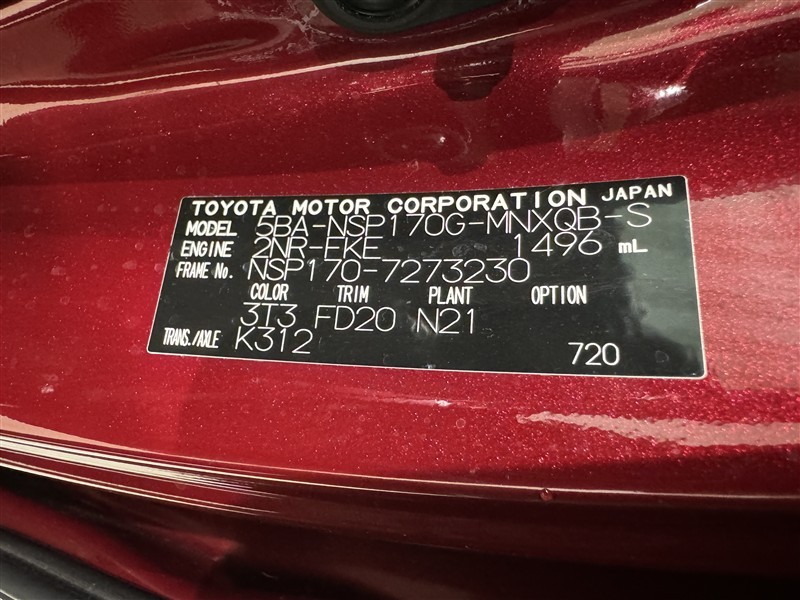 TOYOTA MOTOR CORPORATION JAPAN
MODEL 5BA-NSP170G-MNXQB-S
ENGINE 2NR-FKE 1496 mL
FRAME No. NSP170-7273230
COLOR TRIM PLANT OPTION
3T3 FD20 N21
TRANS./AXLE K312 720